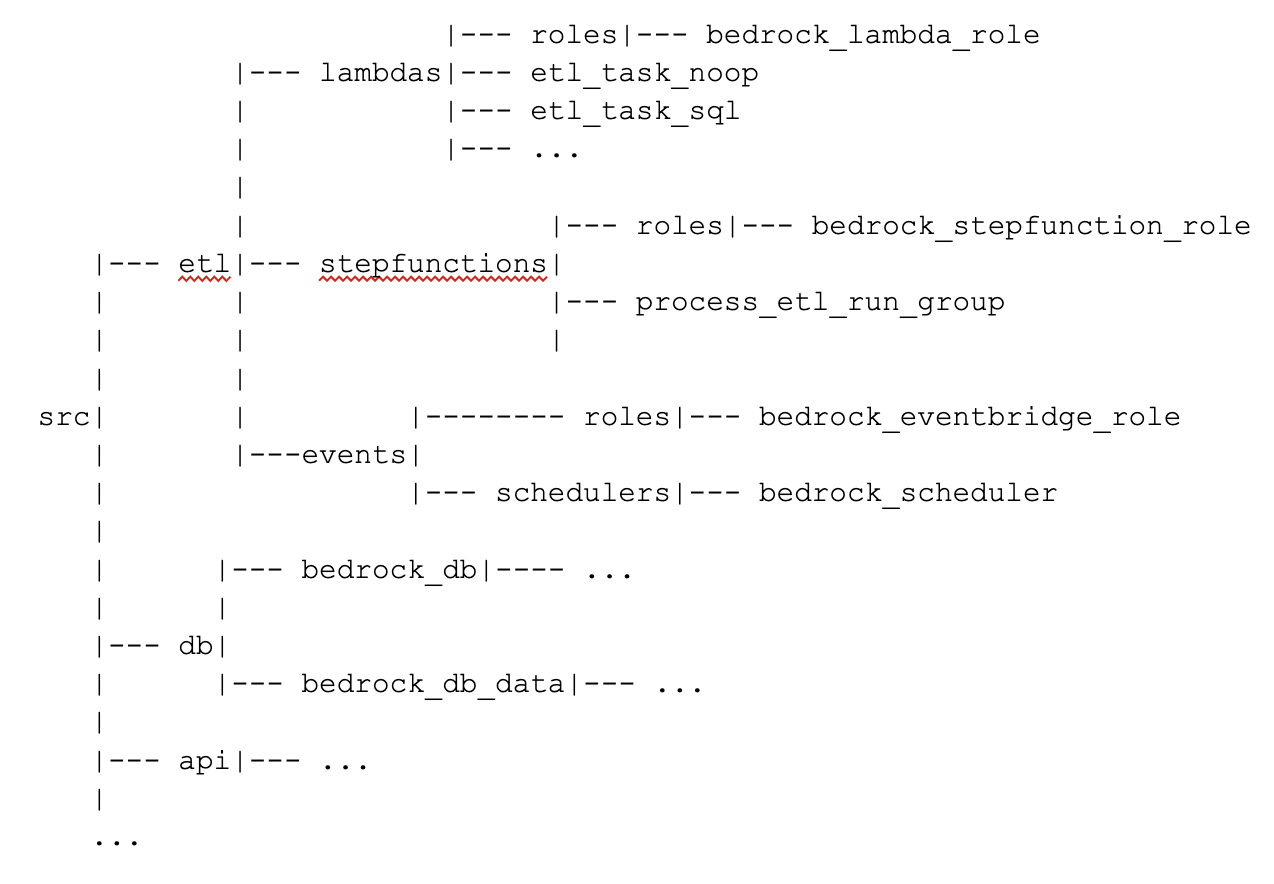 |--- roles|--- bedrock_lambda_role
           |--- lambdas|--- etl_task_noop
           |           |--- etl_task_sql
           |           |--- ...
           |
           |                 |--- roles|--- bedrock_stepfunction_role
   |--- etl|--- stepfunctions|
   |       |                 |--- process_etl_run_group
   |       |                 |
   |       |
src|       |         |-------- roles|--- bedrock_eventbridge_role
   |       |---events|
   |                 |--- schedulers|--- bedrock_scheduler
   |
   |      |--- bedrock_db|---- ...
   |      |
   |--- db|
   |      |--- bedrock_db_data|--- ...
   |
   |--- api|--- ...
   |
   ...